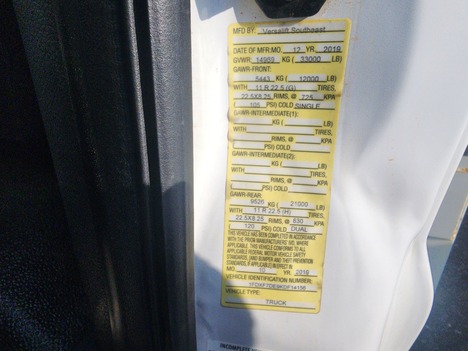 MFD BY: Versalift Southeast
DATE OF MFR: MO 12 YR. 2019
GVWR: 14969 KG ( 33000 LB)
GAWR-FRONT:
5443 KG ( 12000 LB)
WITH 11 R 22.5 (G) TIRES,
22.5X8.25 RIMS, @ 725 KPA
( 105 PSI) COLD SINGLE
GAWR-INTERMEDIATE(1):
KG ( LB)
WITH TIRES,
RIMS, @ KPA
( PSI) COLD
GAWR-INTERMEDIATE(2):
KG ( LB)
WITH TIRES,
RIMS, @ KPA
( PSI) COLD
GAWR-REAR:
9526 KG ( 21000 LB)
WITH 11 R 22.5 (H) TIRES,
22.5X8.25 RIMS, @ 830 KPA
( 120 PSI) COLD DUAL
THIS VEHICLE HAS BEEN COMPLETED IN ACCORDANCE
WITH THE PRIOR MANUFACTURERS' IVD, WHERE
APPLICABLE. THIS VEHICLE CONFORMS TO ALL
APPLICABLE FEDERAL MOTOR VEHICLE SAFETY
STANDARDS, [AND BUMPER AND THEFT PREVENTION
STANDARDS, IF APPLICABLE] IN EFFECT IN
MO. 10 YR. 2019
VEHICLE IDENTIFICATION NUMBER:
VEHICLE TYPE:
TRUCK
INCOMPLETE